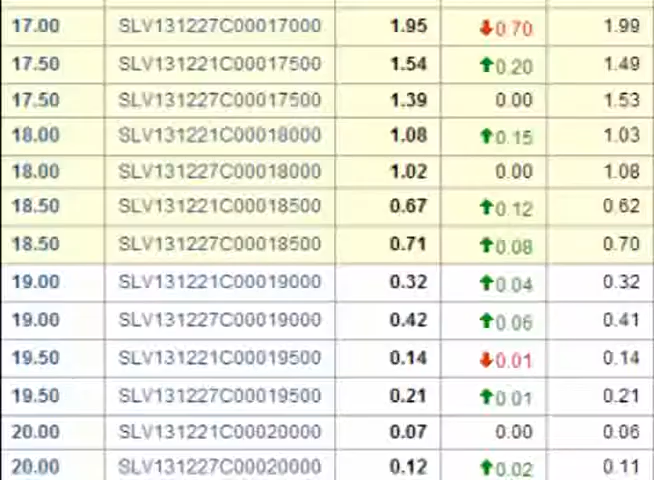 17.00 SLV131227C00017000 1.95 0.70 1.99
17.50 SLV131221C00017500 1.54 0.20 1.49
17.50 SLV131227C00017500 1.39 0.00 1.53
18.00 SLV131221C00018000 1.08 0.15 1.03
18.00 SLV131227C00018000 1.02 0.00 1.08
18.50 SLV131221C00018500 0.67 0.12 0.62
18.50 SLV131227C00018500 0.71 0.08 0.70
19.00 SLV131221C00019000 0.32 0.04 0.32
19.00 SLV131227C00019000 0.42 0.06 0.41
19.50 SLV131221C00019500 0.14 0.01 0.14
19.50 SLV131227C00019500 0.21 0.01 0.21
20.00 SLV131221C00020000 0.07 0.00 0.06
20.00 SLV131227C00020000 0.12 0.02 0.11